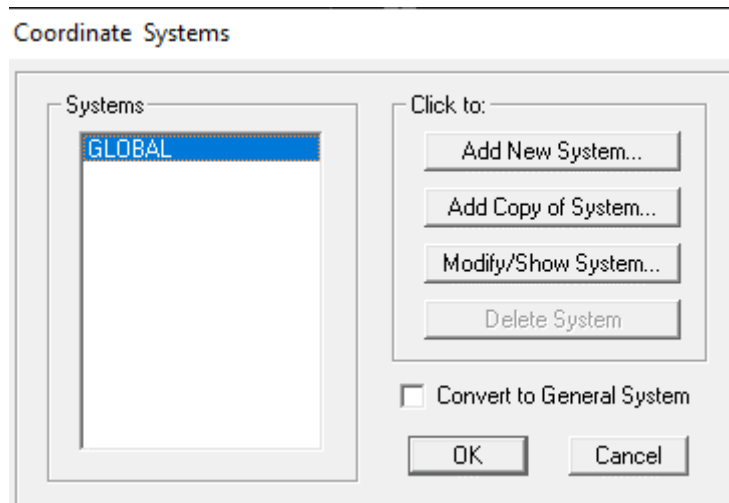 Coordinate Systems
Systems
GLOBAL
Click to:
Add New System...
Add Copy of System...
Modify/Show System...
Delete System
Convert to General System
OK
Cancel